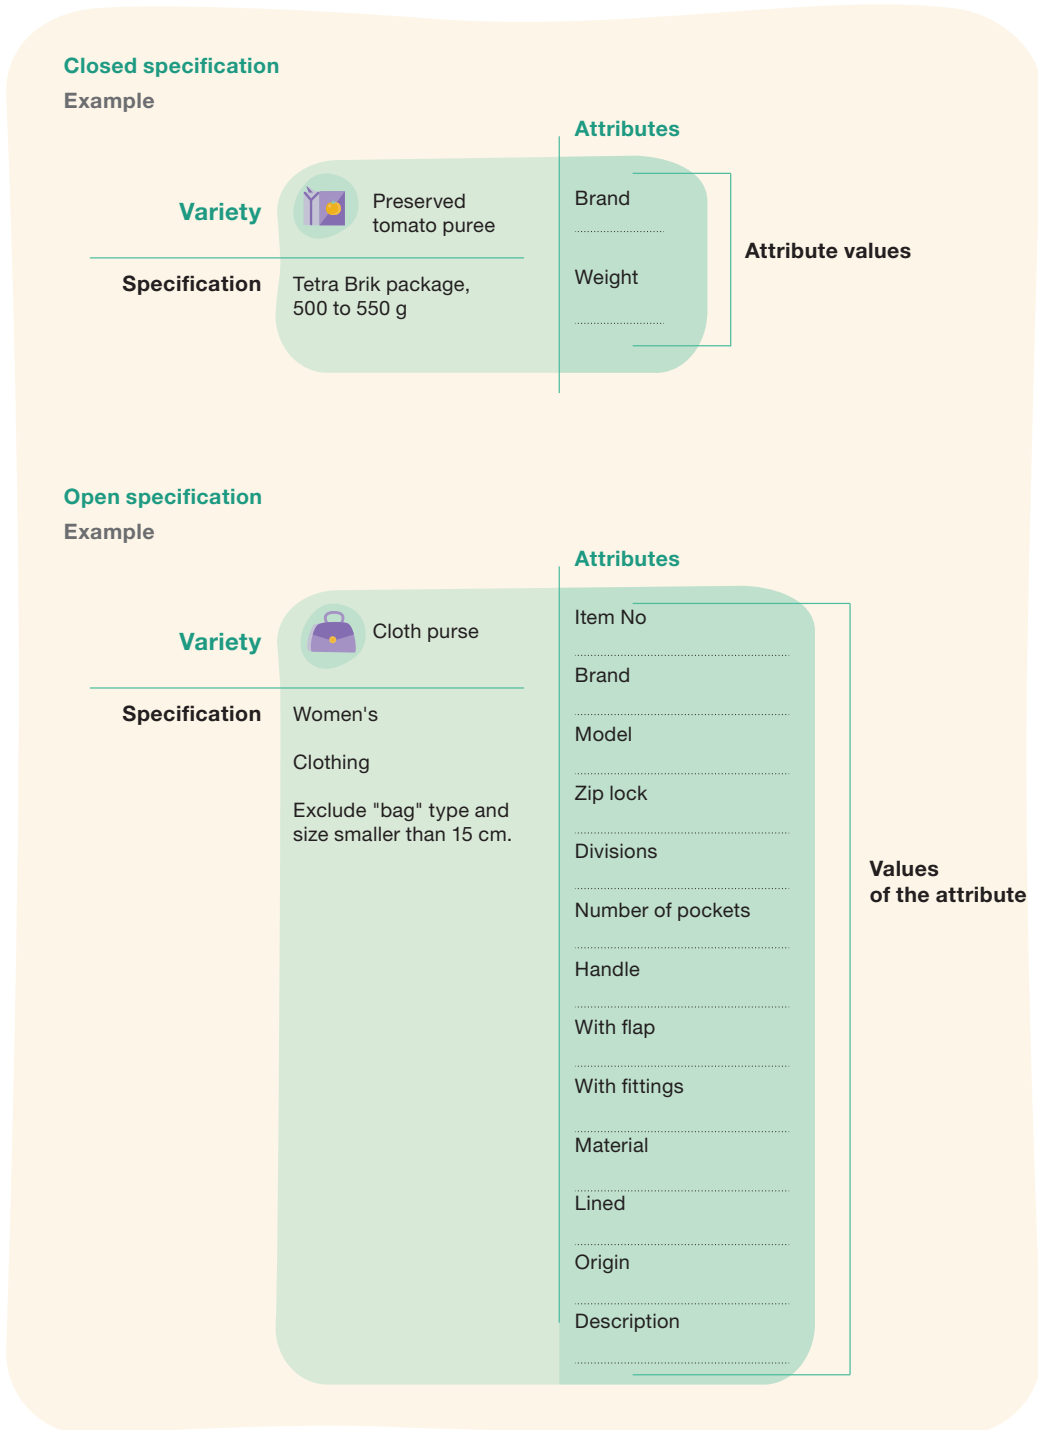 Closed specification
Example
Attributes
Variety
Preserved
tomato puree
Brand
Attribute values
Specification
Tetra Brik package,
500 to 550 g
Weight
Open specification
Example
Attributes
Variety
Cloth purse
Item No
Brand
Specification
Women's
Clothing
Exclude "bag" type and
size smaller than 15 cm.
Model
Zip lock
Divisions
Number of pockets
Handle
With flap
With fittings
Material
Lined
Origin
Description
Values
of the attribute